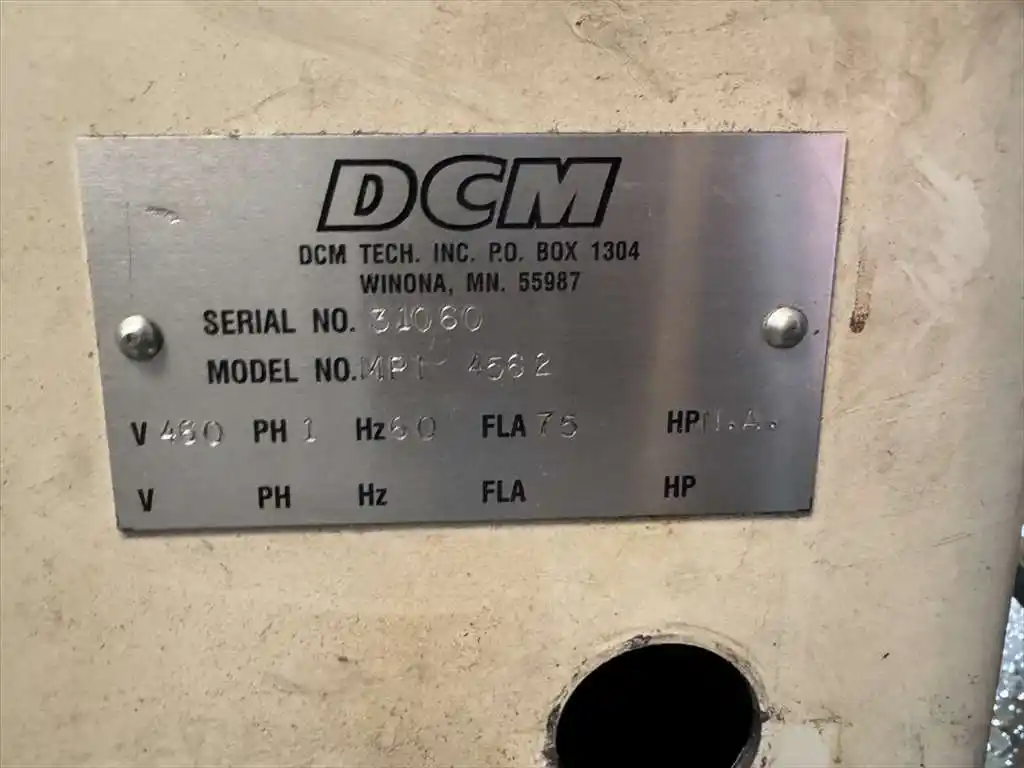 DCM
DCM TECH. INC. P.O. BOX 1304
WINONA, MN. 55987
SERIAL NO. 31060
MODEL NO. MPI 4562
V 480 PH 1 Hz 60 FLA 75 HP N.A.
V PH Hz FLA HP